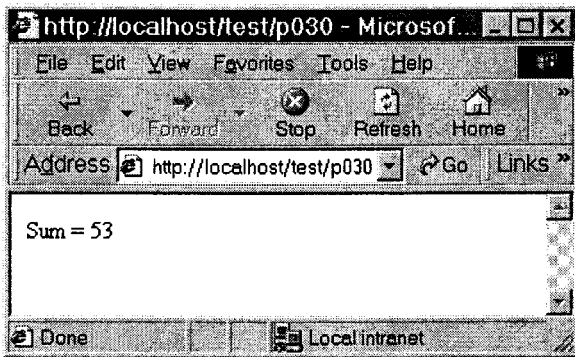 http://localhost/test/p030 - Microsof...
File Edit View Favorites Tools Help
Back Forward Stop Refresh Home »
Address http://localhost/test/p030 Go Links »
Sum = 53
Done Local intranet